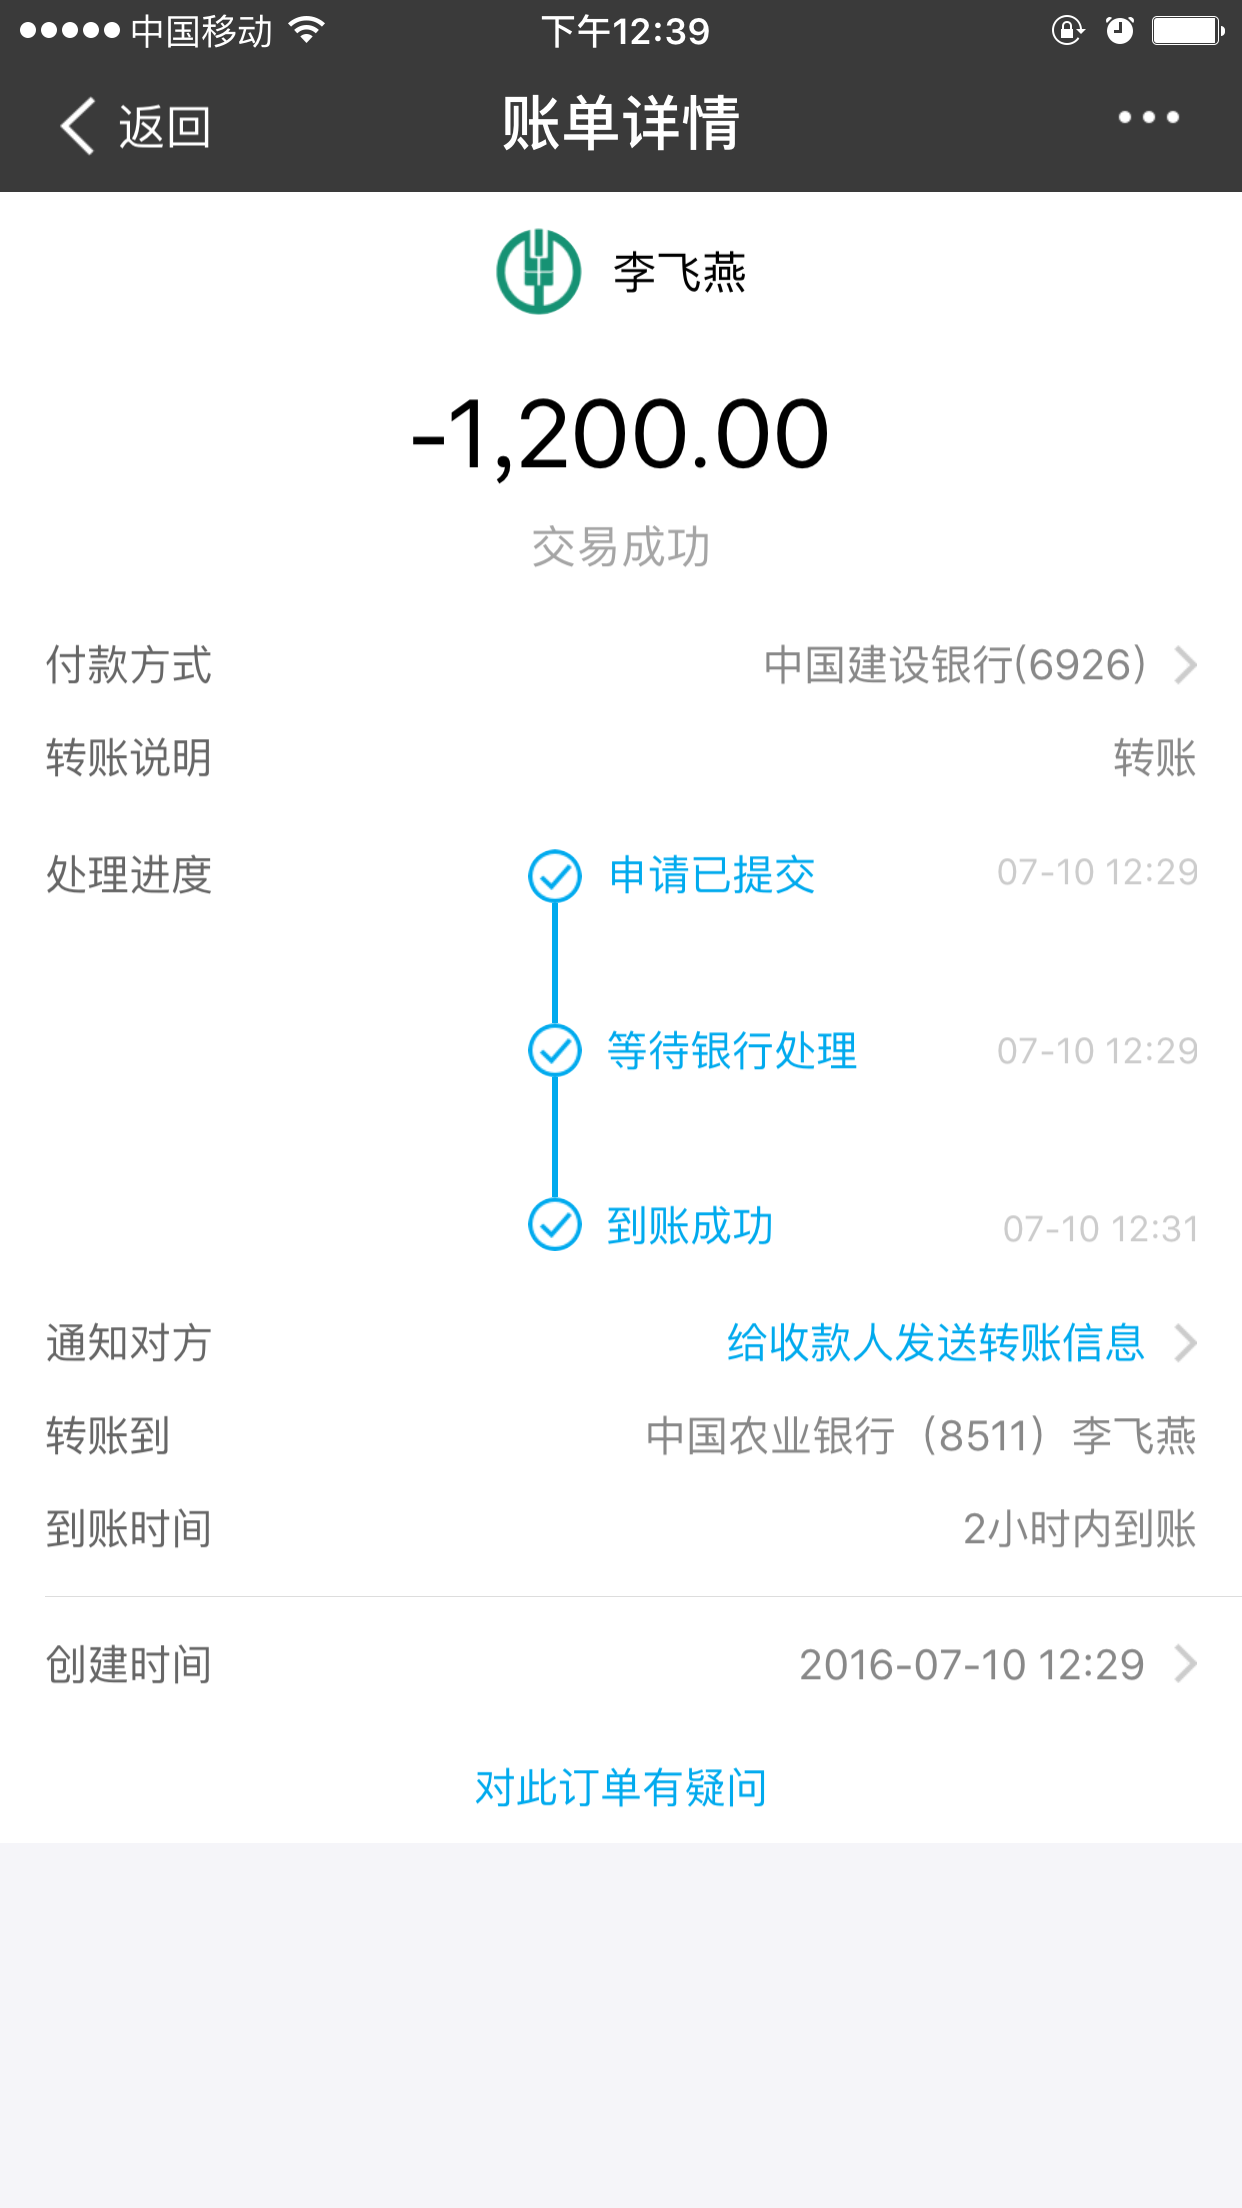 中国移动 下午12:39
返回 账单详情
李飞燕
-1,200.00
交易成功
付款方式 中国建设银行(6926)
转账说明 转账
处理进度 申请已提交 07-10 12:29
等待银行处理 07-10 12:29
到账成功 07-10 12:31
通知对方 给收款人发送转账信息
转账到 中国农业银行（8511）李飞燕
到账时间 2小时内到账
创建时间 2016-07-10 12:29
对此订单有疑问